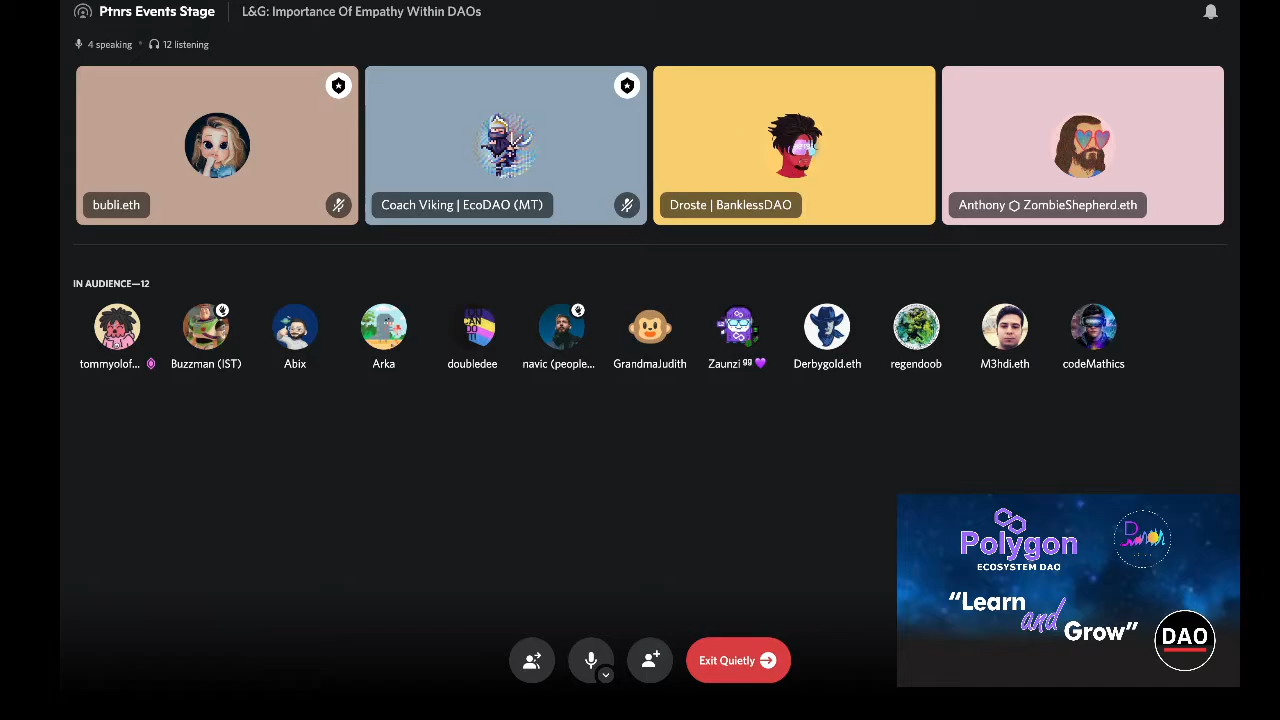 Ptnrs Events Stage
L&G: Importance Of Empathy Within DAOs
4 speaking
12 listening
bubli.eth
Coach Viking | EcoDAO (MT)
Droste | BanklessDAO
Anthony ⬡ ZombieShepherd.eth
IN AUDIENCE—12
tommyolof...
Buzzman (IST)
Abix
Arka
doubledee
navic (people...
GrandmaJudith
Zaunzi ᵍᵍ 💜
Derbygold.eth
regendoob
M3hdi.eth
codeMathics
Polygon
ECOSYSTEM DAO
“Learn
and
Grow”
DAO
Exit Quietly